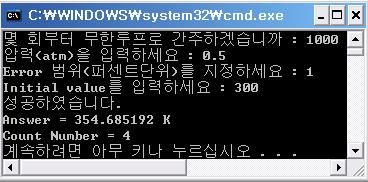 C:₩WINDOWS₩system32₩cmd.exe
몇 회부터 무한루프로 간주하겠습니까 : 1000
압력(atm)을 입력하세요 : 0.5
Error 범위(퍼센트단위)를 지정하세요 : 1
Initial value를 입력하세요 : 300
성공하였습니다.
Answer = 354.685192 K
Count Number = 4
계속하려면 아무 키나 누르십시오 . . .